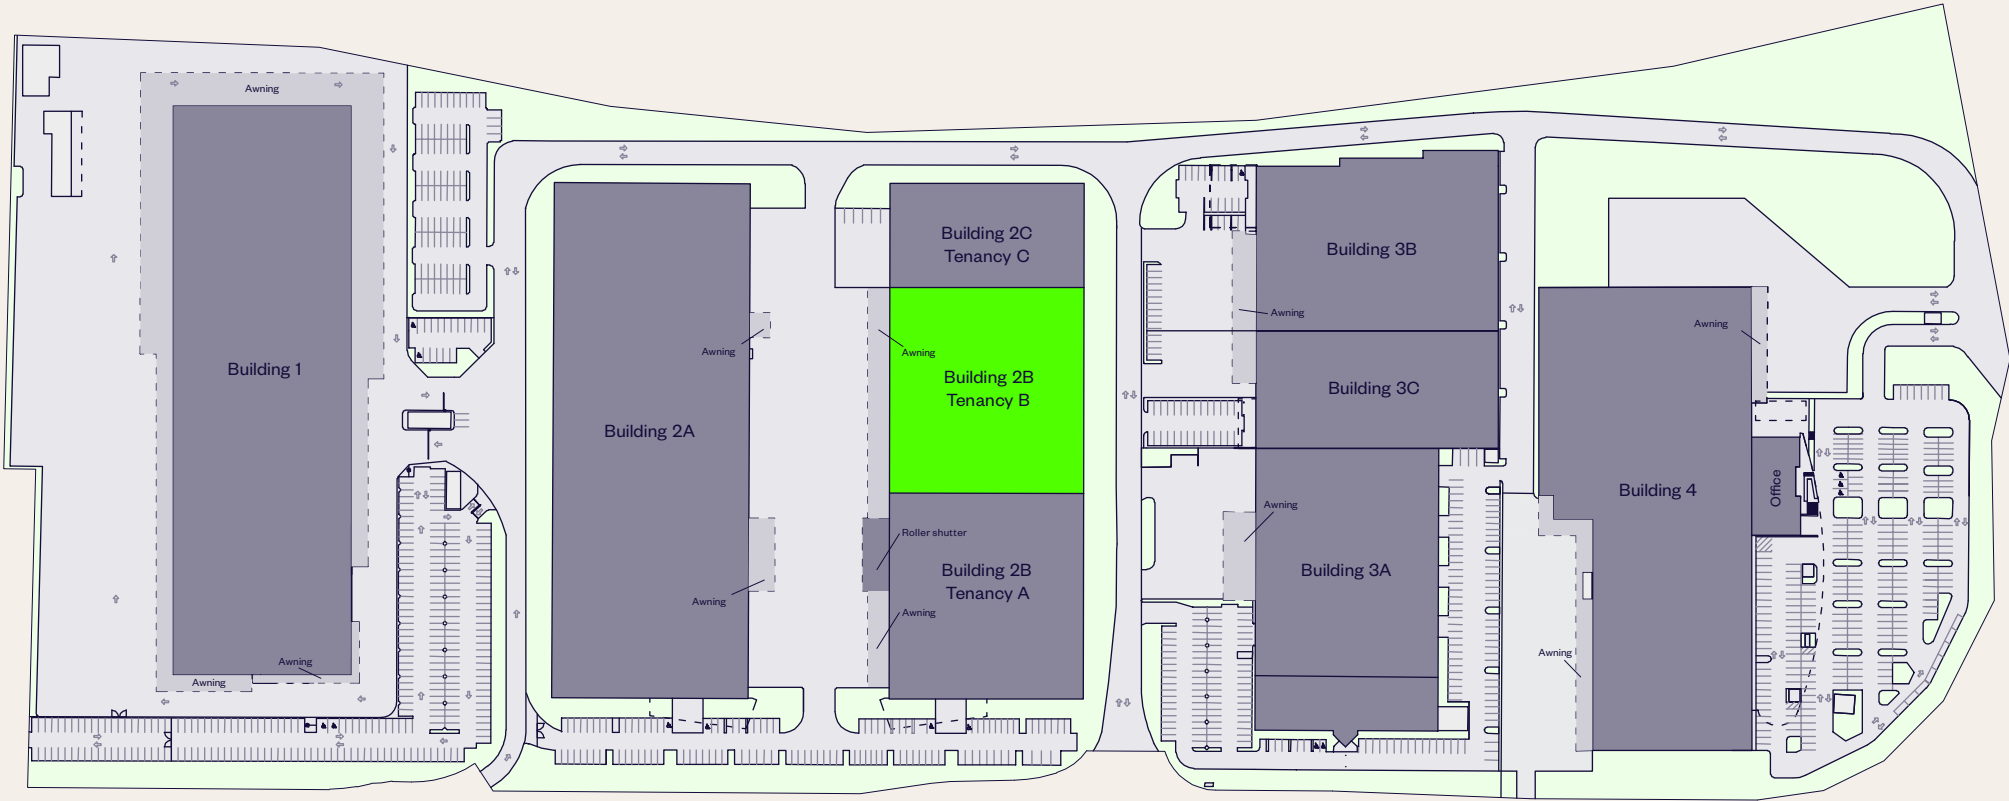 Awning
Building 1
Awning
Awning
Building 2A
Awning
Awning
Building 2C
Tenancy C
Awning
Building 2B
Tenancy B
Roller shutter
Building 2B
Tenancy A
Awning
Building 3B
Awning
Building 3C
Awning
Building 3A
Awning
Building 4
Office
Awning